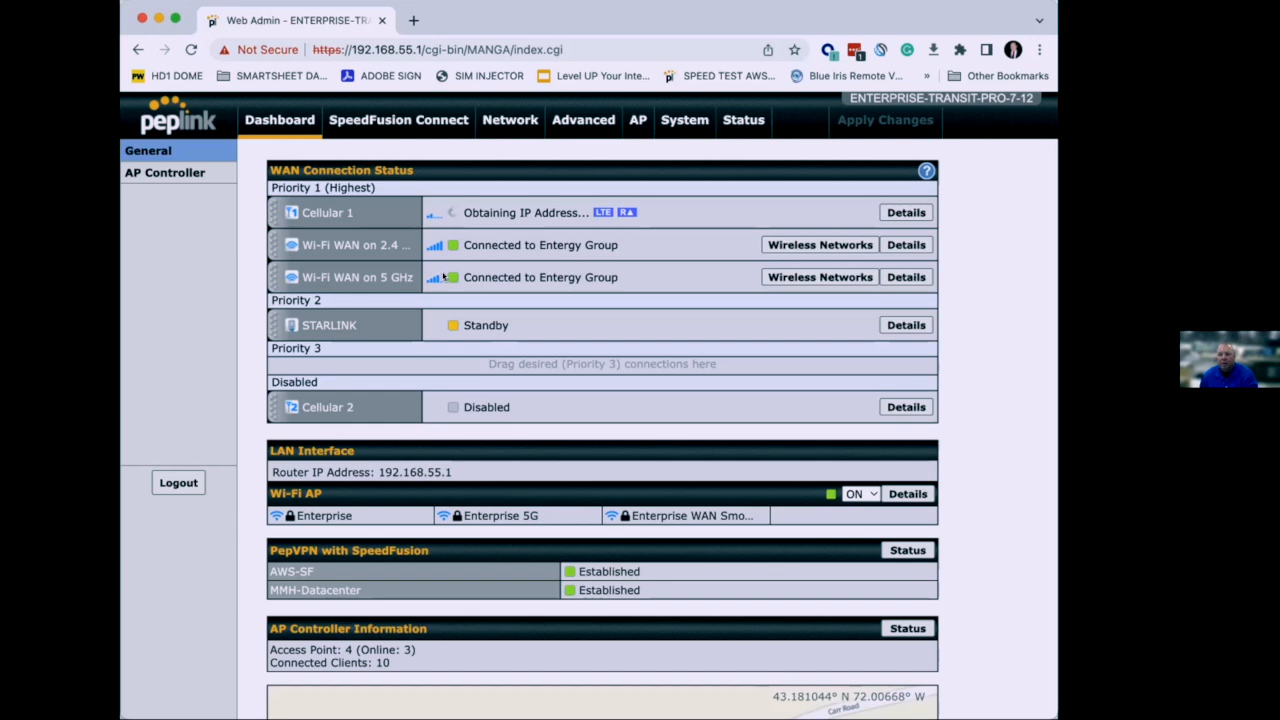 Web Admin - ENTERPRISE-TRA
Not Secure | https://192.168.55.1/cgi-bin/MANGA/index.cgi
HD1 DOME SMARTSHEET DA... ADOBE SIGN SIM INJECTOR Level UP Your Inte... SPEED TEST AWS... Blue Iris Remote V... » Other Bookmarks
ENTERPRISE-TRANSIT-PRO-7-12
peplink Dashboard SpeedFusion Connect Network Advanced AP System Status Apply Changes
General
AP Controller
Logout
WAN Connection Status
Priority 1 (Highest)
Cellular 1 Obtaining IP Address... LTE R▲ Details
Wi-Fi WAN on 2.4 ... Connected to Entergy Group Wireless Networks Details
Wi-Fi WAN on 5 GHz Connected to Entergy Group Wireless Networks Details
Priority 2
STARLINK Standby Details
Priority 3
Drag desired (Priority 3) connections here
Disabled
Cellular 2 Disabled Details
LAN Interface
Router IP Address: 192.168.55.1
Wi-Fi AP ON Details
Enterprise Enterprise 5G Enterprise WAN Smo...
PepVPN with SpeedFusion Status
AWS-SF Established
MMH-Datacenter Established
AP Controller Information Status
Access Point: 4 (Online: 3)
Connected Clients: 10
43.181044° N 72.00668° W
Carr Road